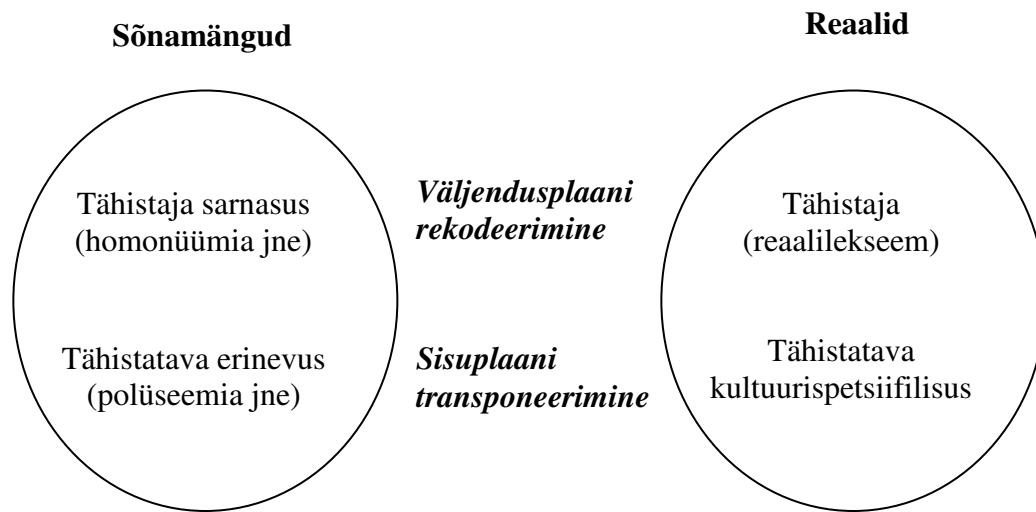 Sõnamängud
Reaalid
Tähistaja sarnasus
(homonüümia jne)
Väljendusplaani
rekodeerimine
Tähistaja
(reaalilekseem)
Tähistatava erinevus
(polüseemia jne)
Sisuplaani
transponeerimine
Tähistatava
kultuurispetsiifilisus